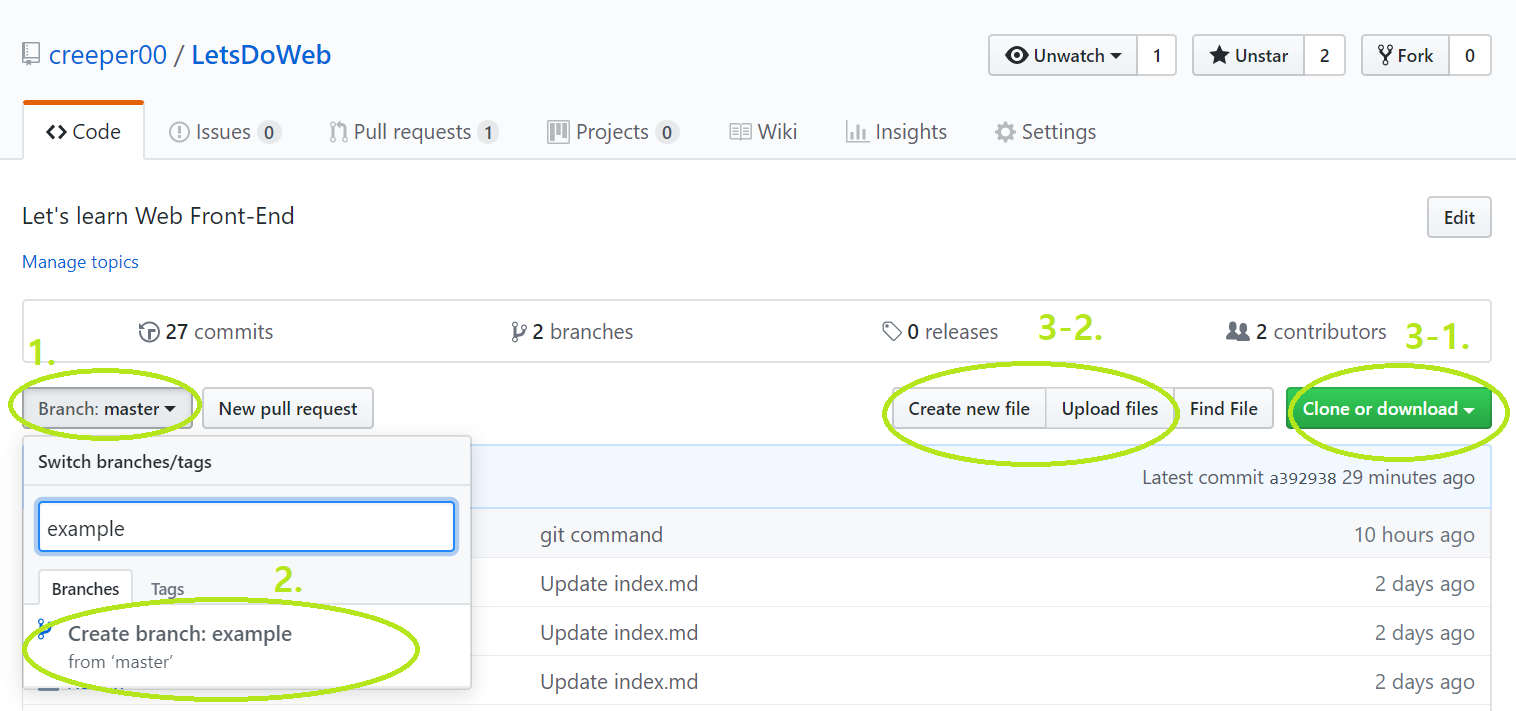 creeper00 / LetsDoWeb
Unwatch 1
Unstar 2
Fork 0
Code
Issues 0
Pull requests 1
Projects 0
Wiki
Insights
Settings
Let's learn Web Front-End
Edit
Manage topics
27 commits
2 branches
0 releases
3-2.
2 contributors
3-1.
1.
Branch: master
New pull request
Create new file
Upload files
Find File
Clone or download
Switch branches/tags
Latest commit a392938 29 minutes ago
example
git command 10 hours ago
Branches
Tags
2.
Update index.md 2 days ago
Create branch: example
from ‘master’
Update index.md 2 days ago
Update index.md 2 days ago